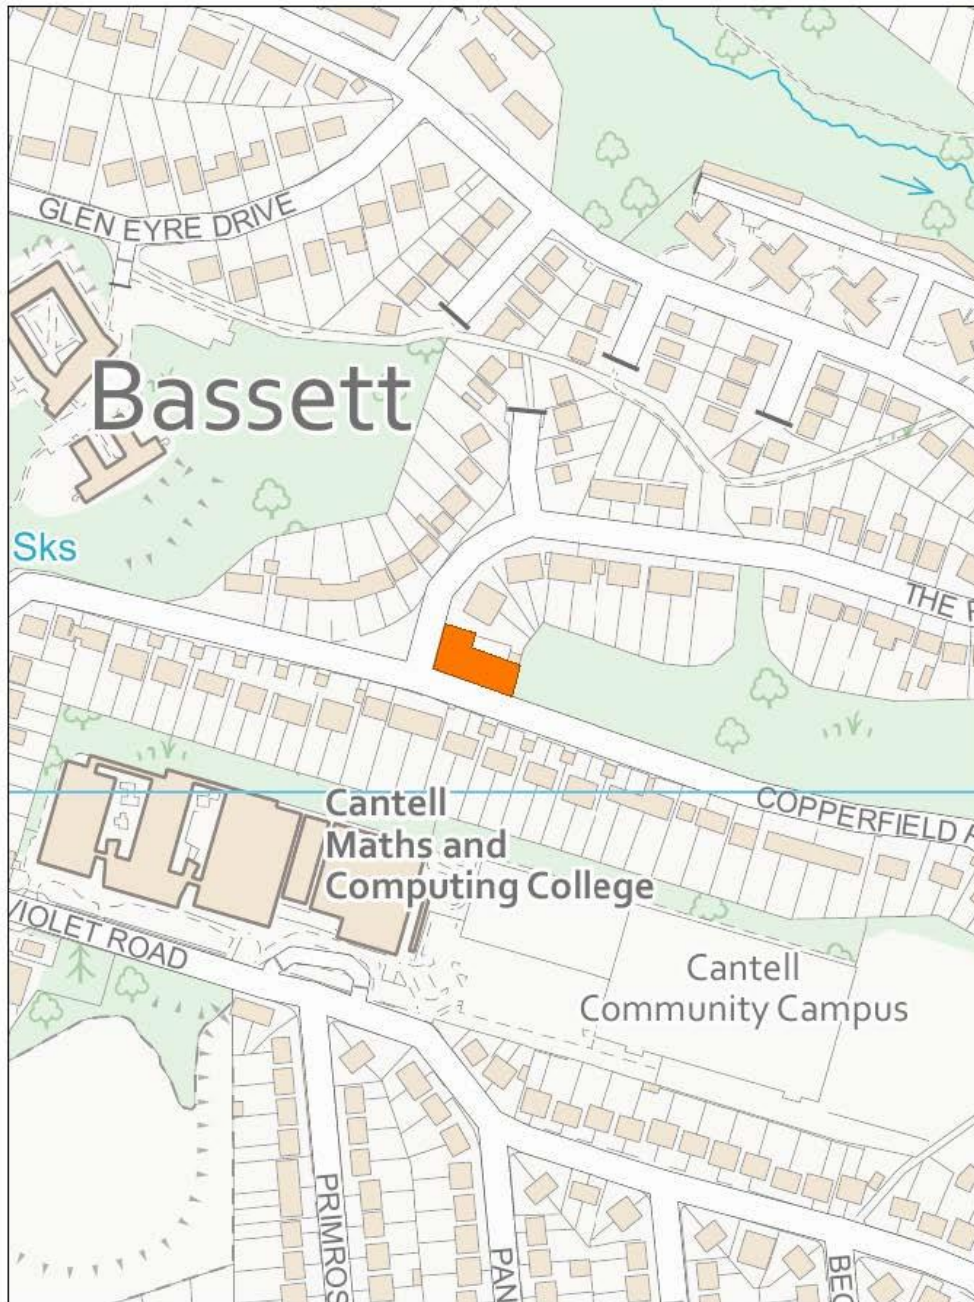 GLEN EYRE DRIVE
Bassett
Sks
THE
COPPERFIELD
Cantell
Maths and
Computing College
VIOLET ROAD
Cantell
Community Campus
PRIMROS
PAN
BEC